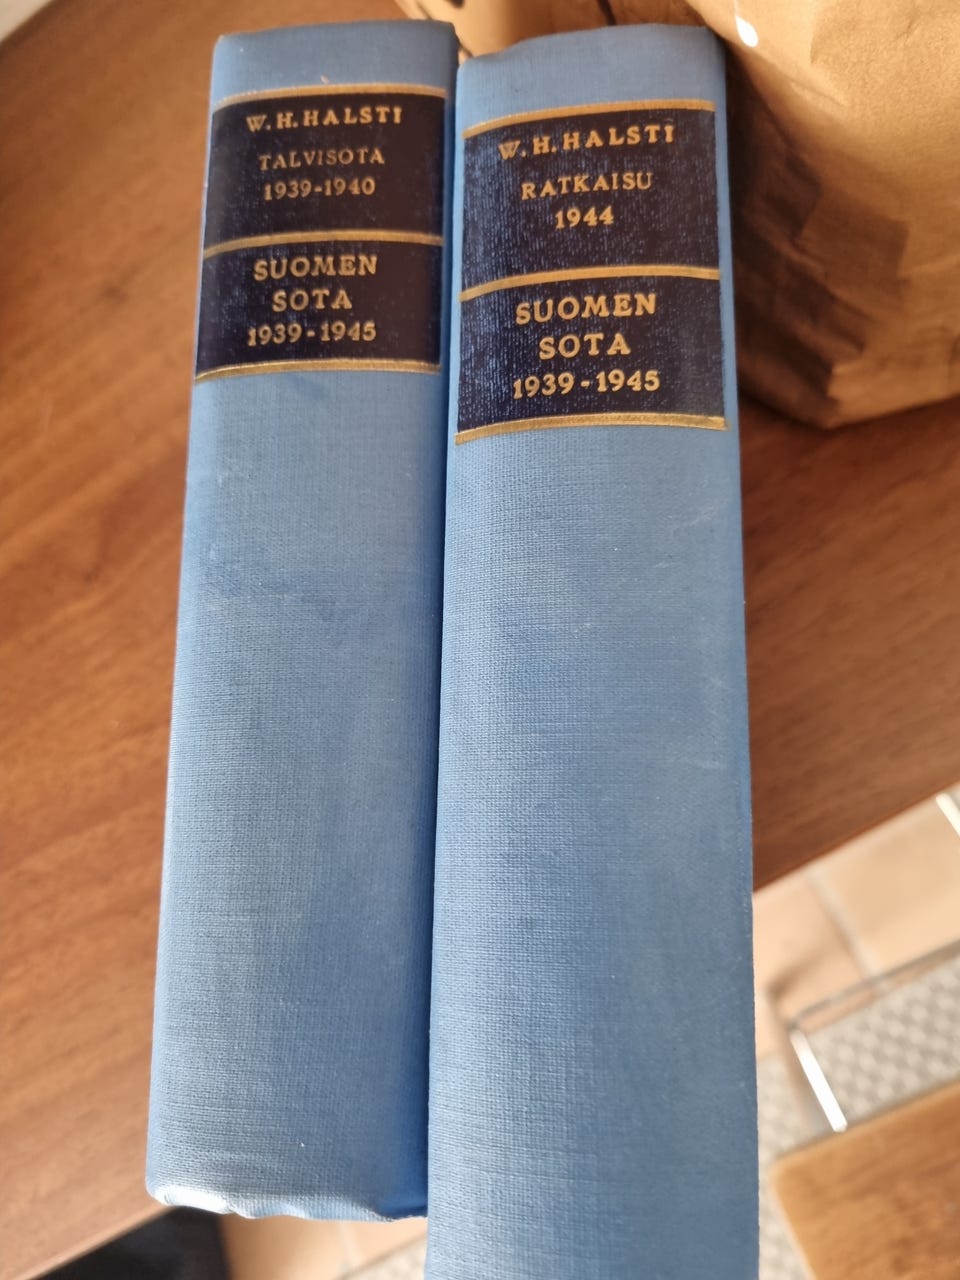 W. H. HALSTI
TALVISOTA
1939-1940
SUOMEN
SOTA
1939-1945
W. H. HALSTI
RATKAISU
1944
SUOMEN
SOTA
1939-1945